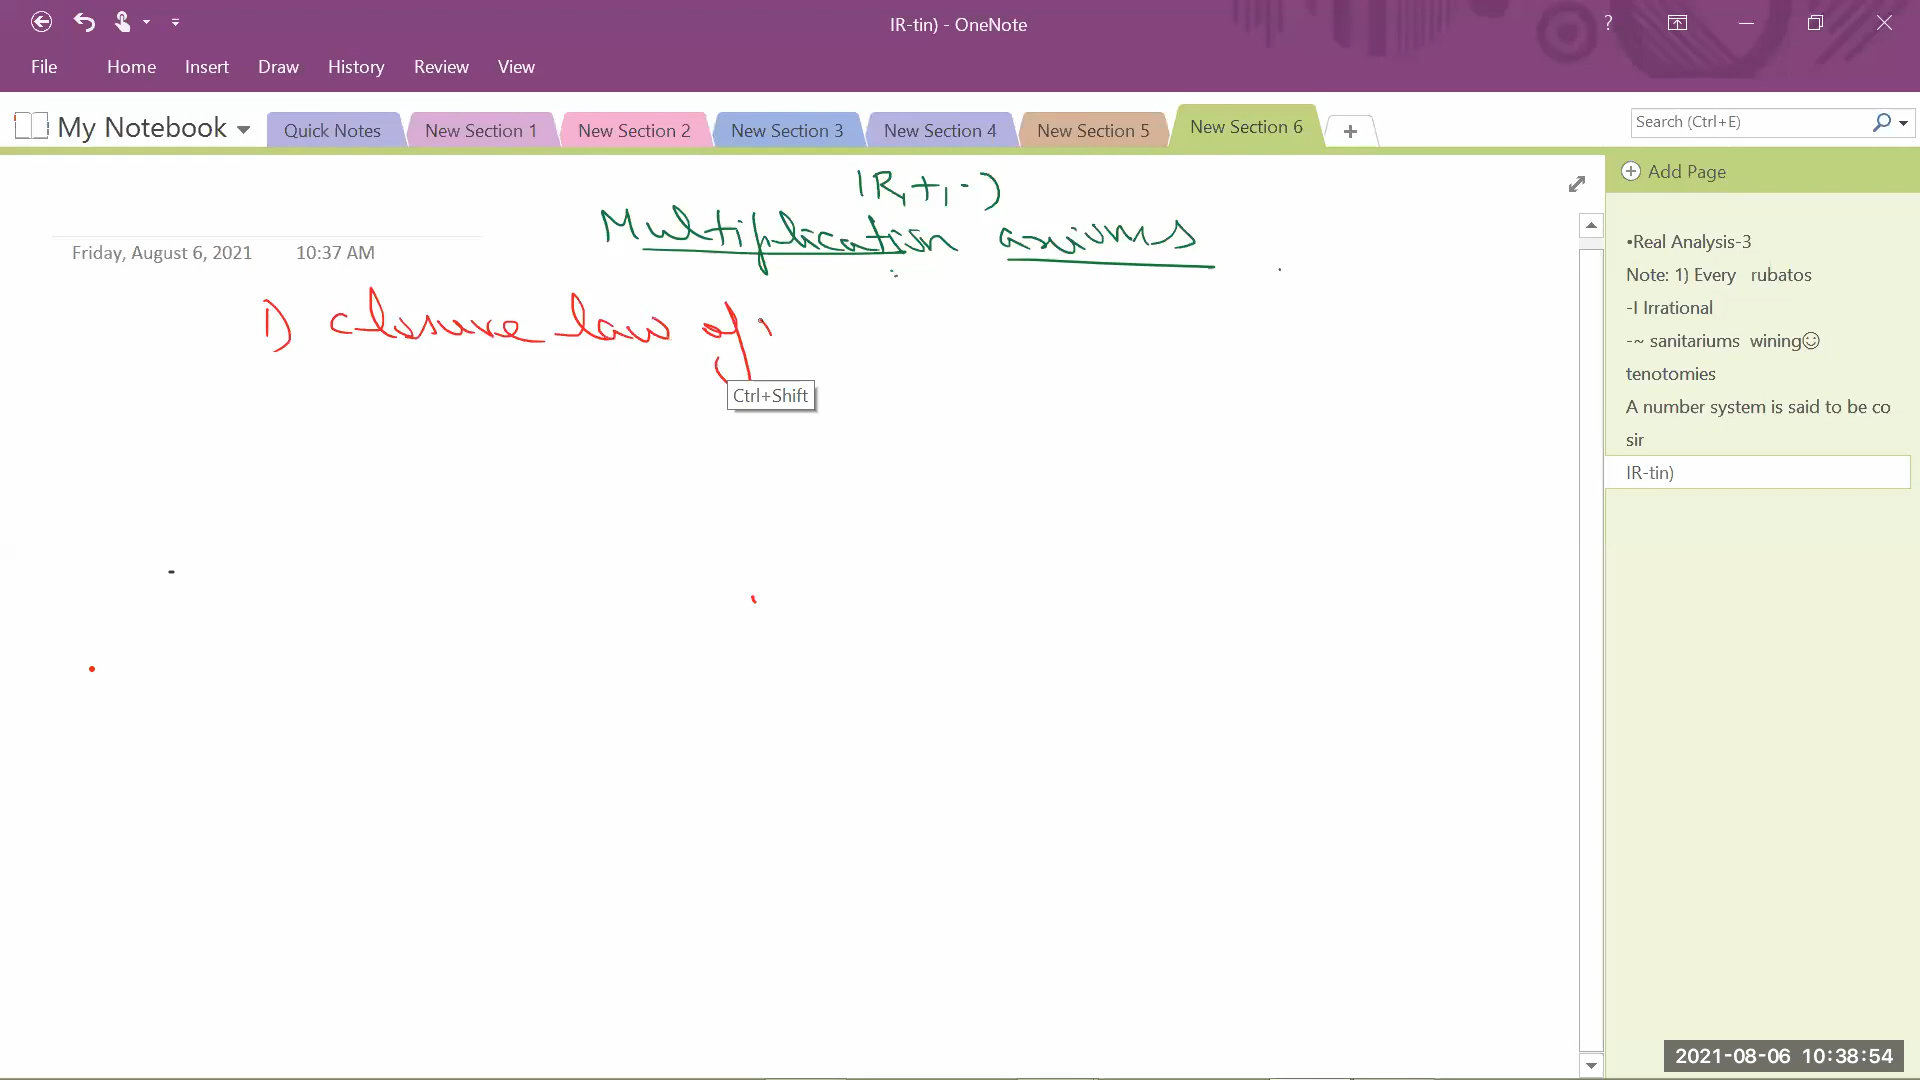 IR-tin) - OneNote
?
File Home Insert Draw History Review View
My Notebook Quick Notes New Section 1 New Section 2 New Section 3 New Section 4 New Section 5 New Section 6 +
Search (Ctrl+E)
Add Page
IR, +, ·)
Multiplication axioms
Friday, August 6, 2021 10:37 AM
1) closure law of
Ctrl+Shift
•Real Analysis-3
Note: 1) Every rubatos
-I Irrational
-~ sanitariums wining☺
tenotomies
A number system is said to be co
sir
IR-tin)
2021-08-06 10:38:54